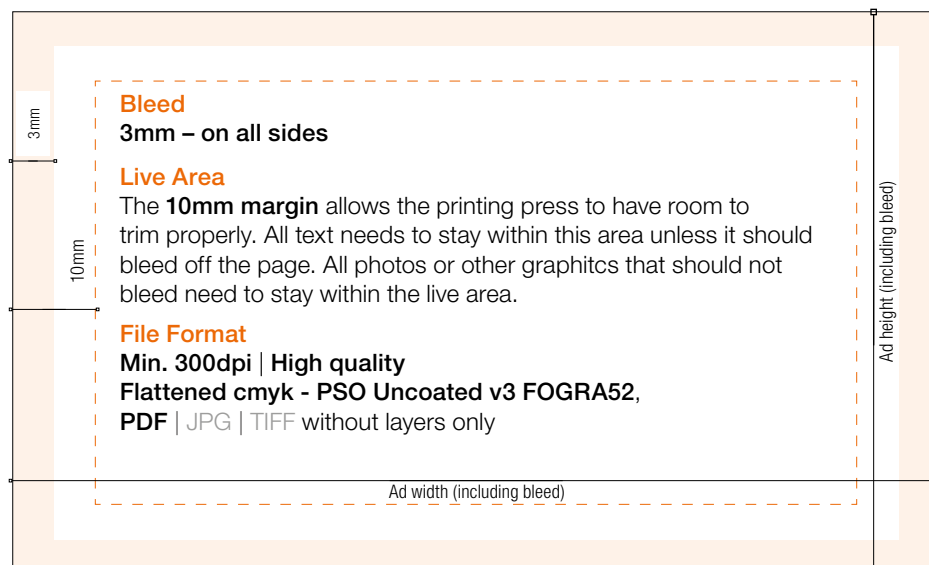 Bleed
3mm – on all sides
3mm
Live Area
The 10mm margin allows the printing press to have room to
trim properly. All text needs to stay within this area unless it should
bleed off the page. All photos or other graphitcs that should not
bleed need to stay within the live area.
10mm
Ad height (including bleed)
File Format
Min. 300dpi | High quality
Flattened cmyk - PSO Uncoated v3 FOGRA52,
PDF | JPG | TIFF without layers only
Ad width (including bleed)